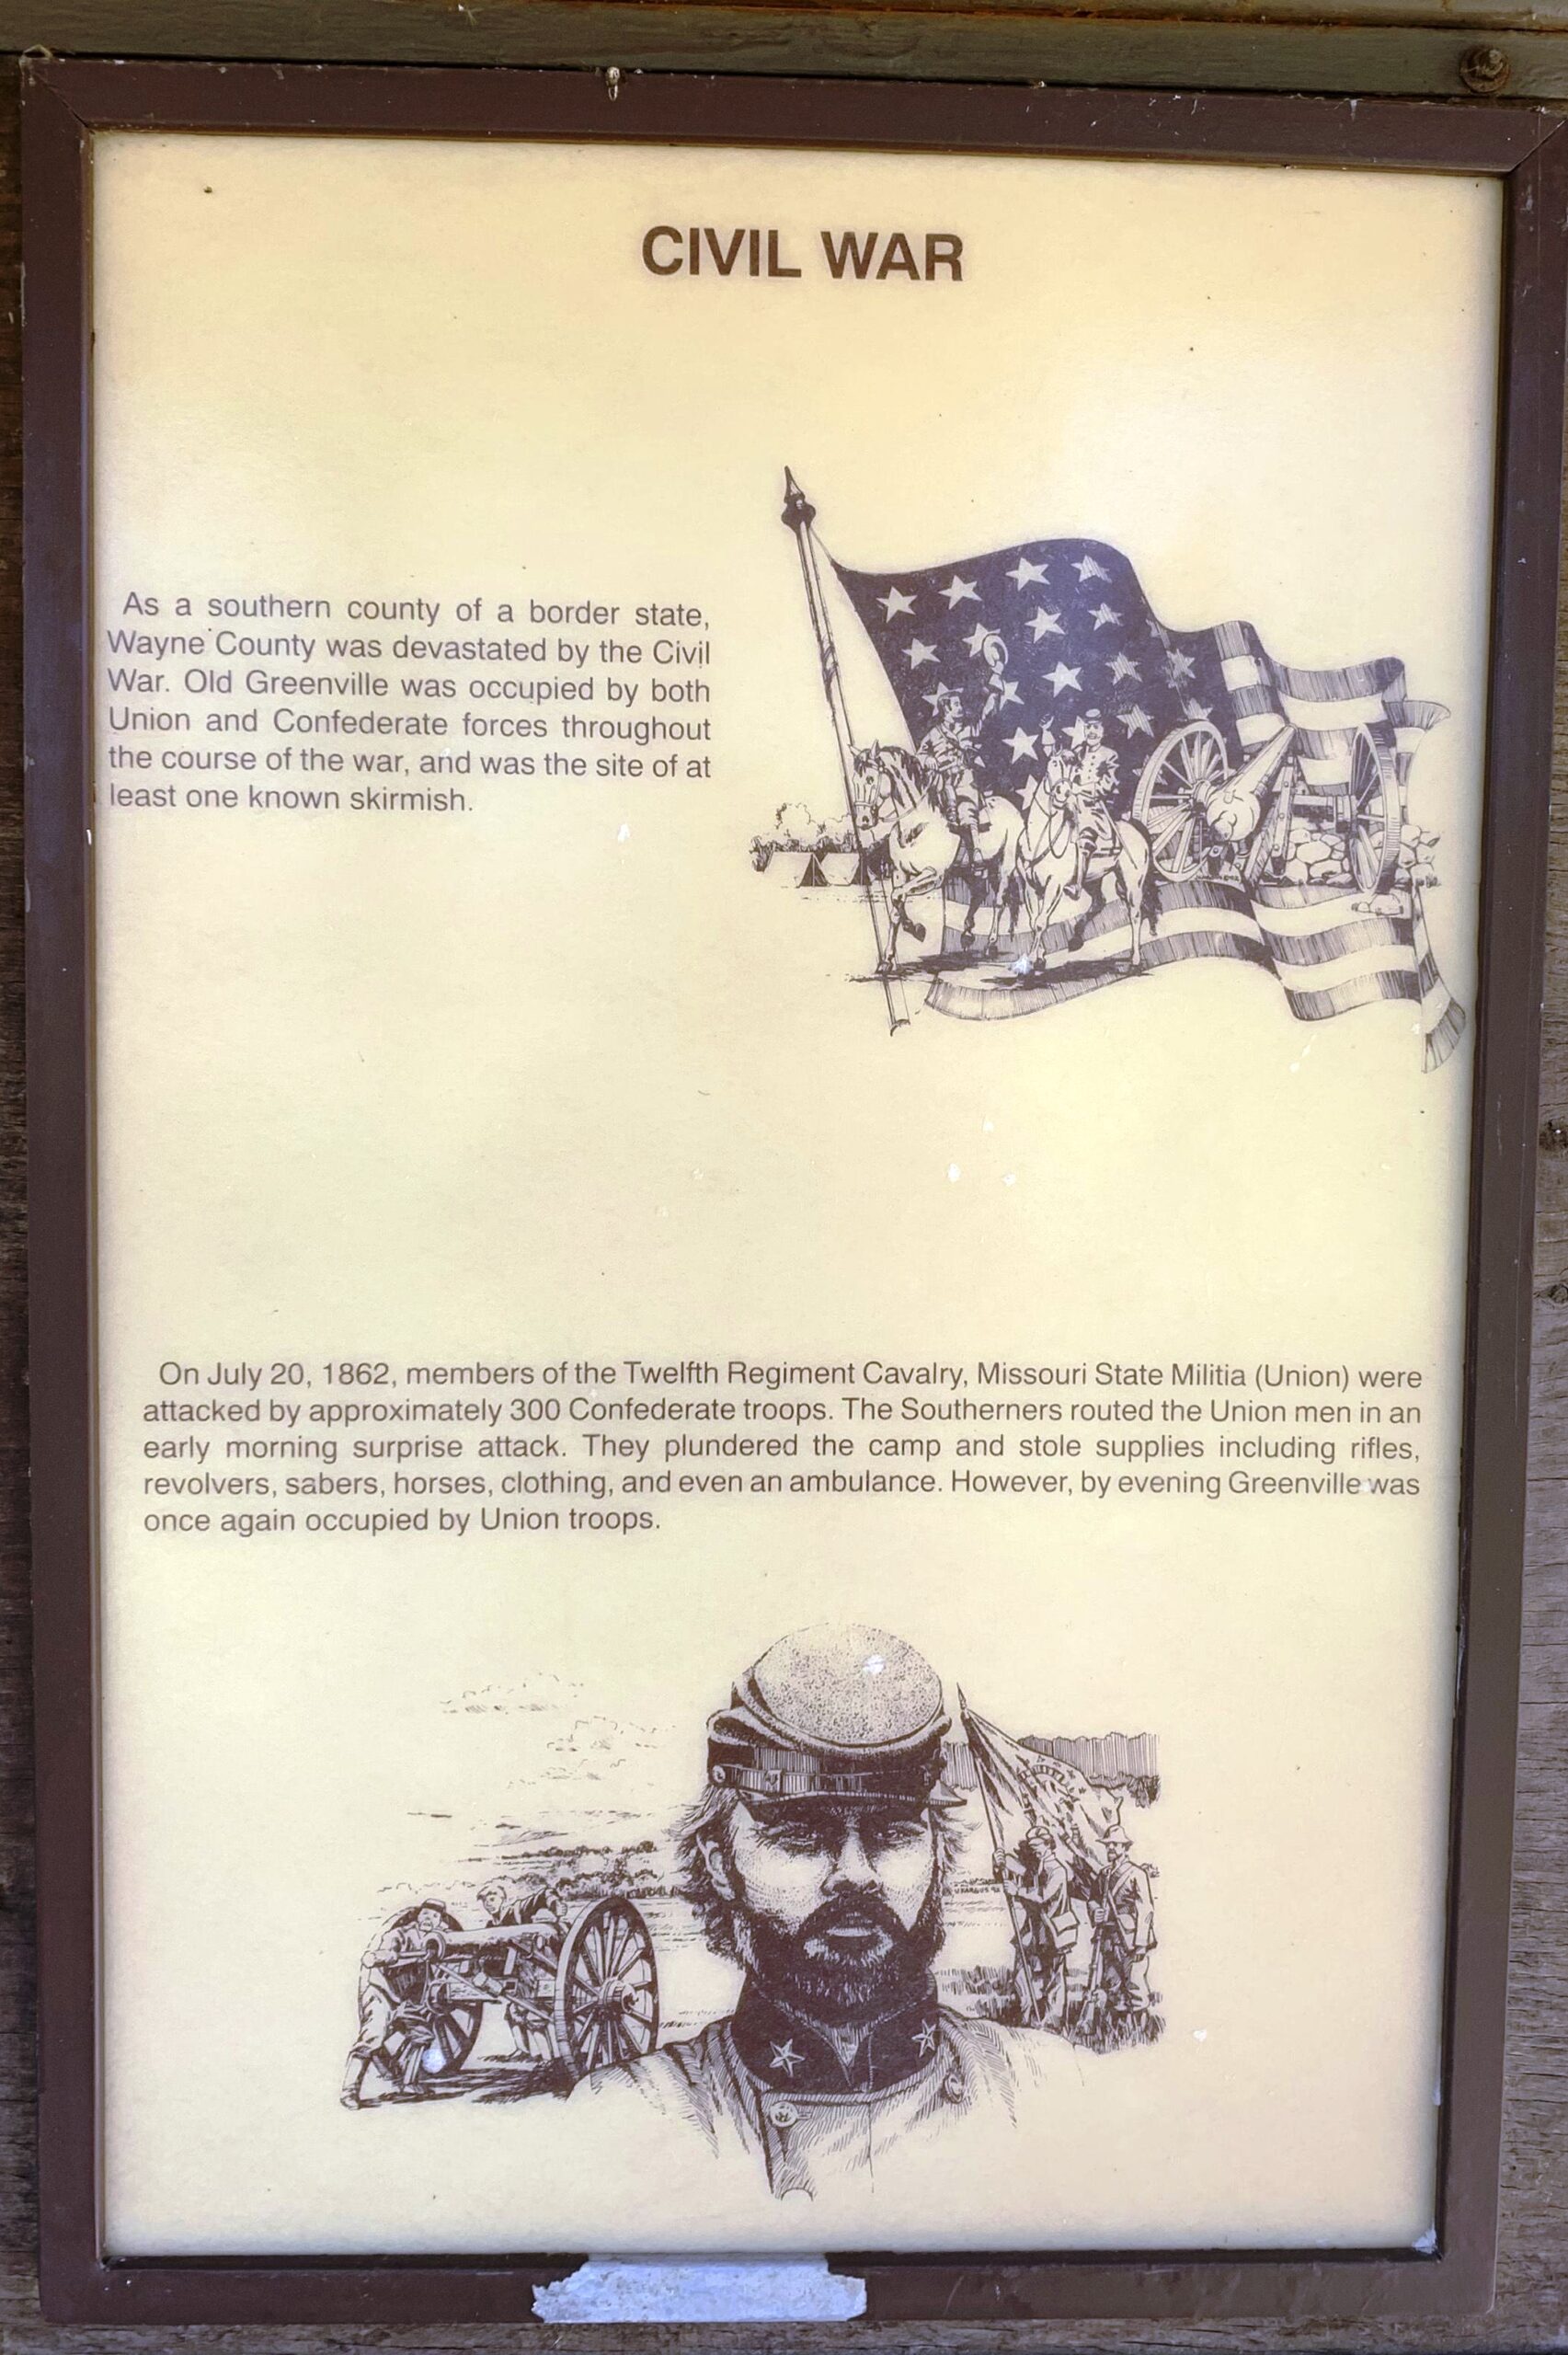 CIVIL WAR
As a southern county of a border state,
Wayne County was devastated by the Civil
War. Old Greenville was occupied by both
Union and Confederate forces throughout
the course of the war, and was the site of at
least one known skirmish.
On July 20, 1862, members of the Twelfth Regiment Cavalry, Missouri State Militia (Union) were
attacked by approximately 300 Confederate troops. The Southerners routed the Union men in an
early morning surprise attack. They plundered the camp and stole supplies including rifles,
revolvers, sabers, horses, clothing, and even an ambulance. However, by evening Greenville was
once again occupied by Union troops.